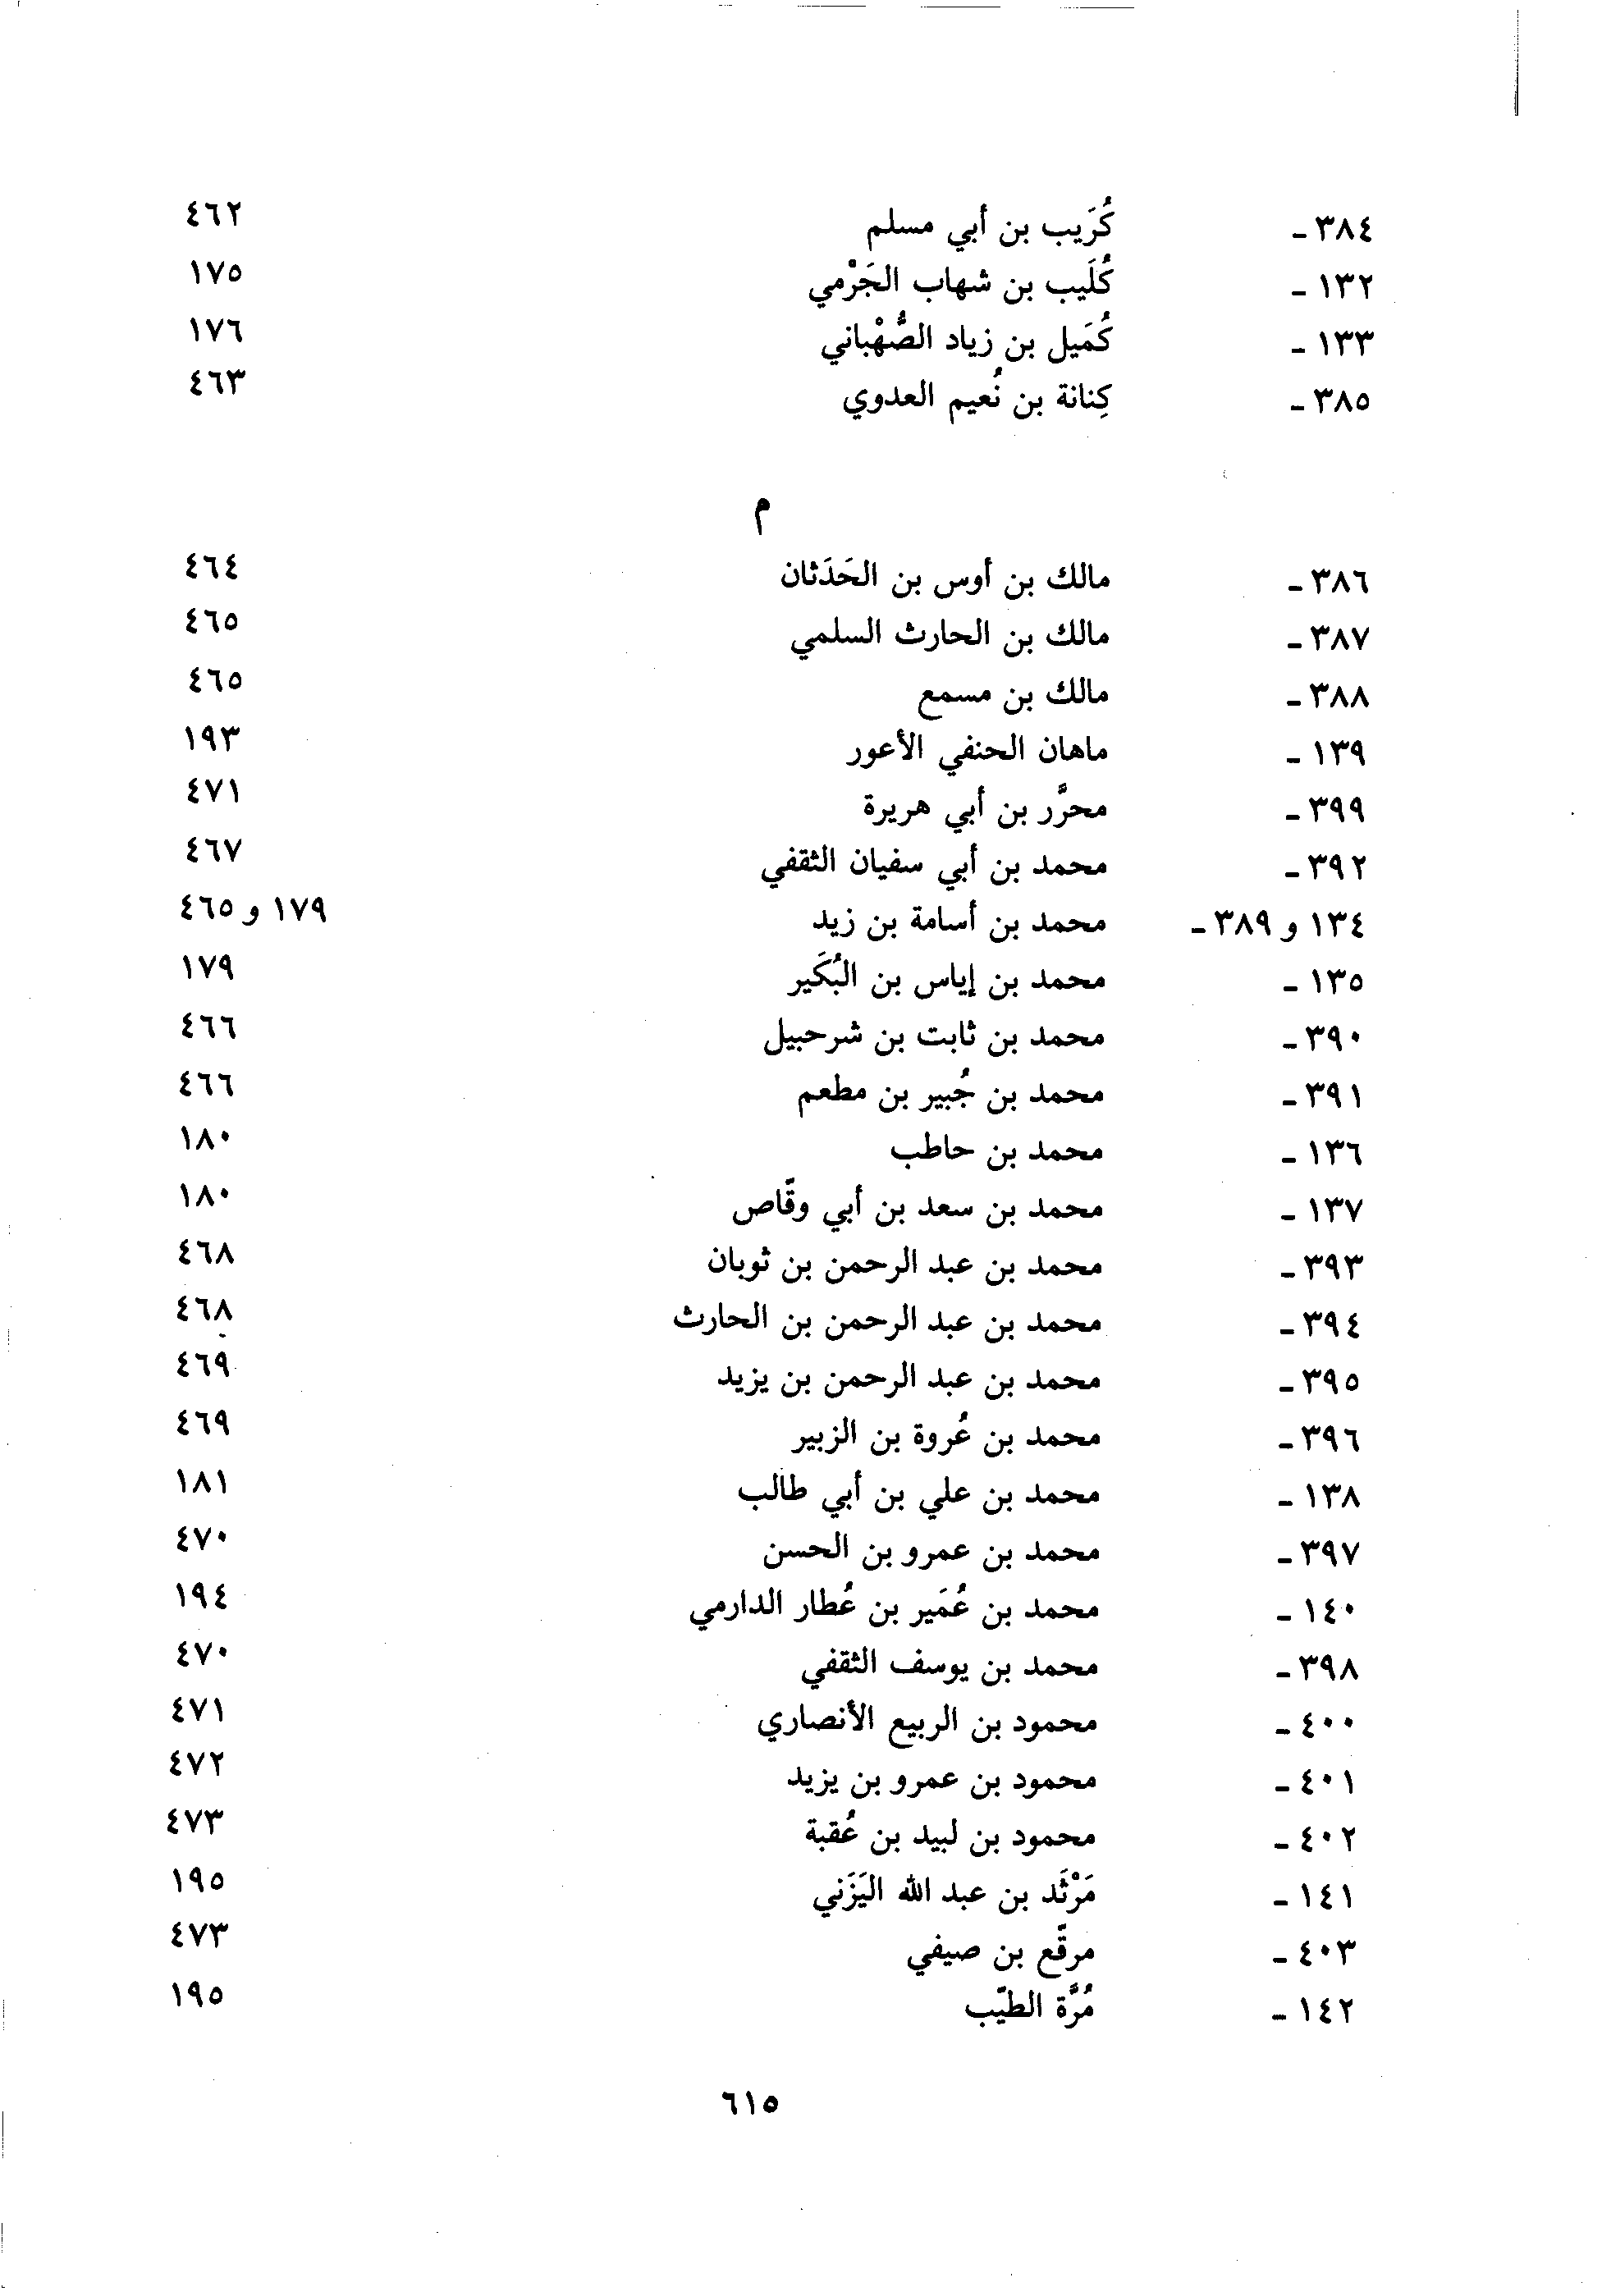 ٣٨٤ - كُرَيب بن أبي مسلم ٤٦٢
١٣٢ - كُلَيب بن شهاب الجَرْمي ١٧٥
١٣٣ - كُمَيل بن زياد الصُّهْباني ١٧٦
٣٨٥ - كِنانة بن نُعيم العدوي ٤٦٣
م
٣٨٦ - مالك بن أوس بن الحَدَثان ٤٦٤
٣٨٧ - مالك بن الحارث السلمي ٤٦٥
٣٨٨ - مالك بن مسمع ٤٦٥
١٣٩ - ماهان الحنفي الأعور ١٩٣
٣٩٩ - محرَّر بن أبي هريرة ٤٧١
٣٩٢ - محمد بن أبي سفيان الثقفي ٤٦٧
١٣٤ و ٣٨٩ - محمد بن أسامة بن زيد ١٧٩ و ٤٦٥
١٣٥ - محمد بن إياس بن البُكَير ١٧٩
٣٩٠ - محمد بن ثابت بن شرحبيل ٤٦٦
٣٩١ - محمد بن جُبير بن مطعم ٤٦٦
١٣٦ - محمد بن حاطب ١٨٠
١٣٧ - محمد بن سعد بن أبي وقّاص ١٨٠
٣٩٣ - محمد بن عبد الرحمن بن ثوبان ٤٦٨
٣٩٤ - محمد بن عبد الرحمن بن الحارث ٤٦٨
٣٩٥ - محمد بن عبد الرحمن بن يزيد ٤٦٩
٣٩٦ - محمد بن عُروة بن الزبير ٤٦٩
١٣٨ - محمد بن علي بن أبي طالب ١٨١
٣٩٧ - محمد بن عمرو بن الحسن ٤٧٠
١٤٠ - محمد بن عُمَير بن عُطار الدارمي ١٩٤
٣٩٨ - محمد بن يوسف الثقفي ٤٧٠
٤٠٠ - محمود بن الربيع الأنصاري ٤٧١
٤٠١ - محمود بن عمرو بن يزيد ٤٧٢
٤٠٢ - محمود بن لبيد بن عُقبة ٤٧٣
١٤١ - مَرْثَد بن عبد الله اليَزَني ١٩٥
٤٠٣ - مرقّع بن صيفي ٤٧٣
١٤٢ - مُرَّة الطيّب ١٩٥
٦١٥